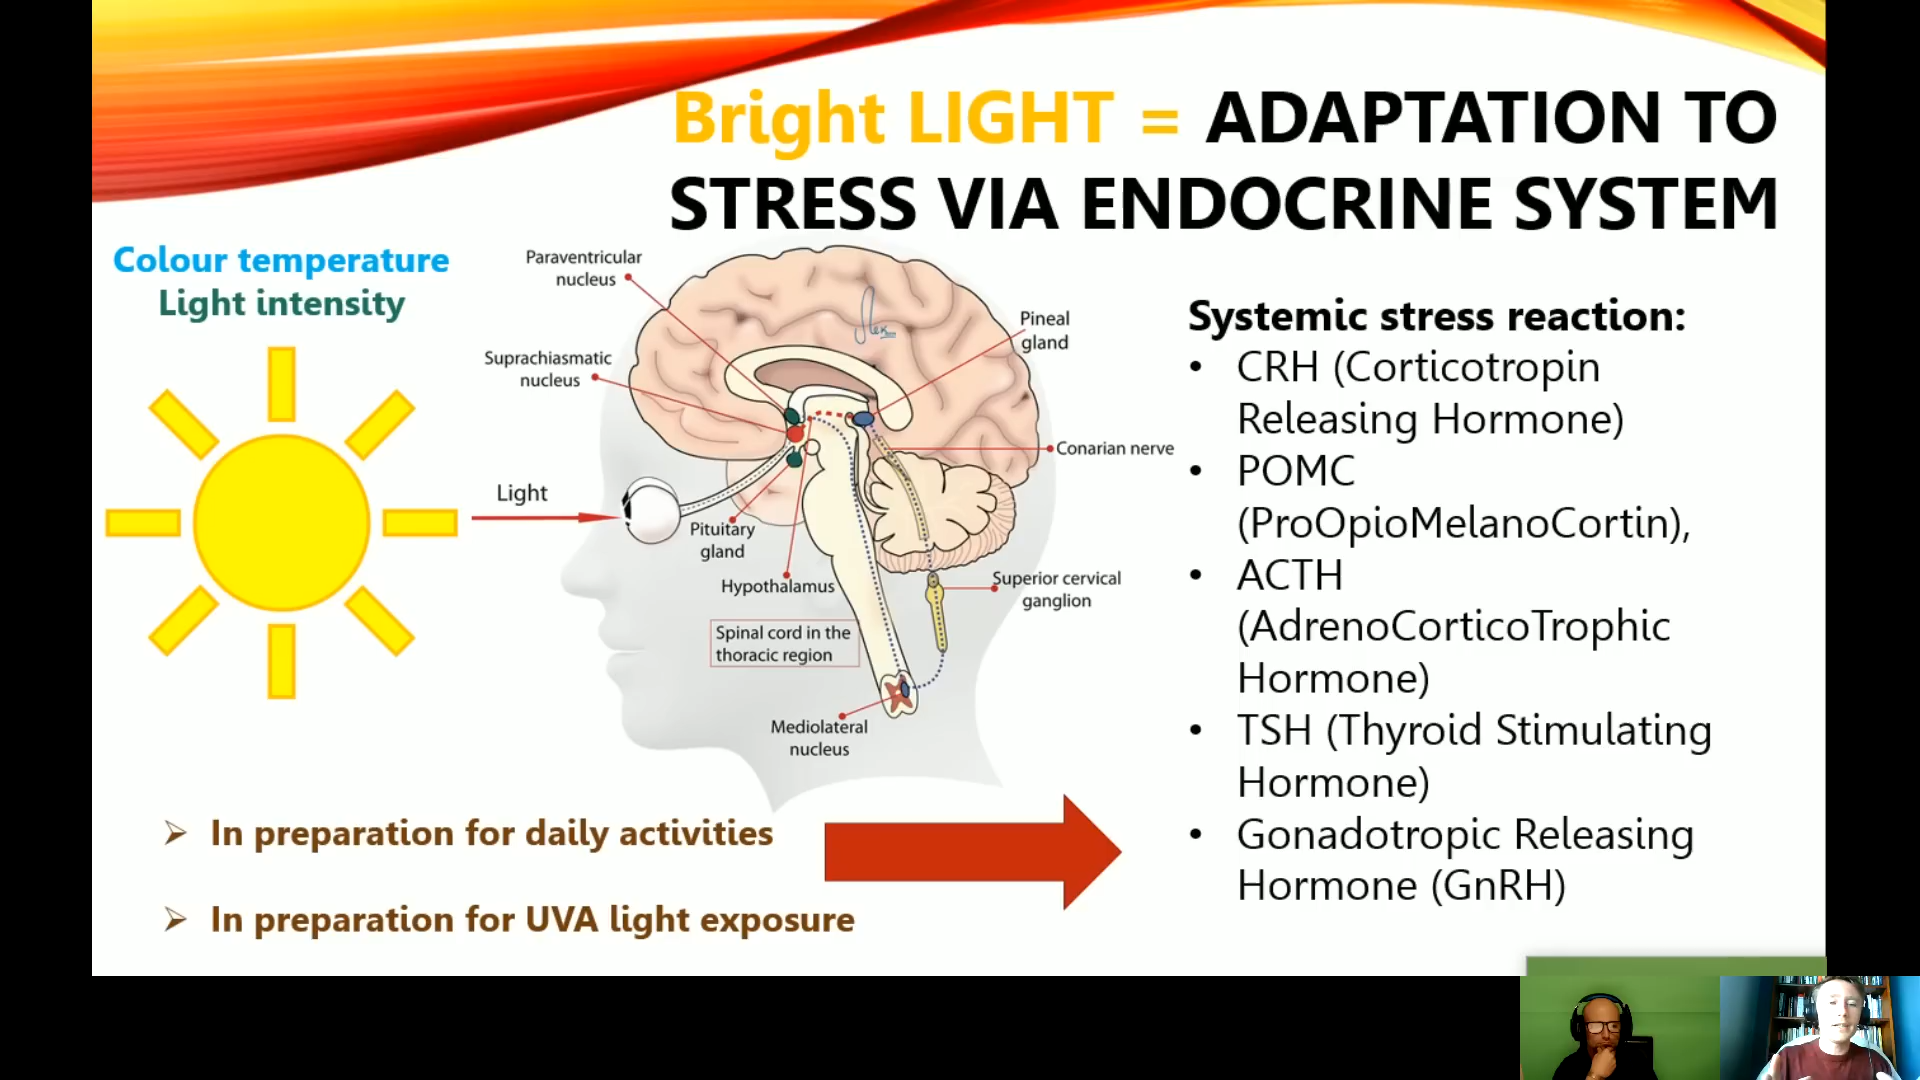 Bright LIGHT = ADAPTATION TO
STRESS VIA ENDOCRINE SYSTEM
Colour temperature
Light intensity
Light
Paraventricular
nucleus
Suprachiasmatic
nucleus
Pineal
gland
Conarian nerve
Pituitary
gland
Hypothalamus
Superior cervical
ganglion
Spinal cord in the
thoracic region
Mediolateral
nucleus
Systemic stress reaction:
• CRH (Corticotropin
Releasing Hormone)
• POMC
(ProOpioMelanoCortin),
• ACTH
(AdrenoCorticoTrophic
Hormone)
• TSH (Thyroid Stimulating
Hormone)
• Gonadotropic Releasing
Hormone (GnRH)
➢ In preparation for daily activities
➢ In preparation for UVA light exposure